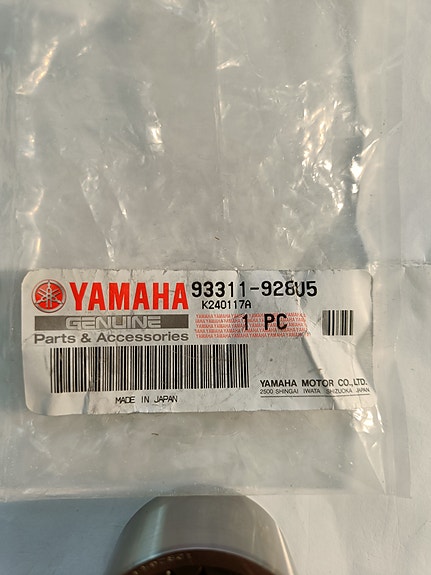 YAMAHA 93311-928U5
K240117A
GENUINE
1 PC
Parts & Accessories
YAMAHA MOTOR CO.,LTD.
2500 SHINGAI IWATA SHIZUOKA JAPAN
MADE IN JAPAN